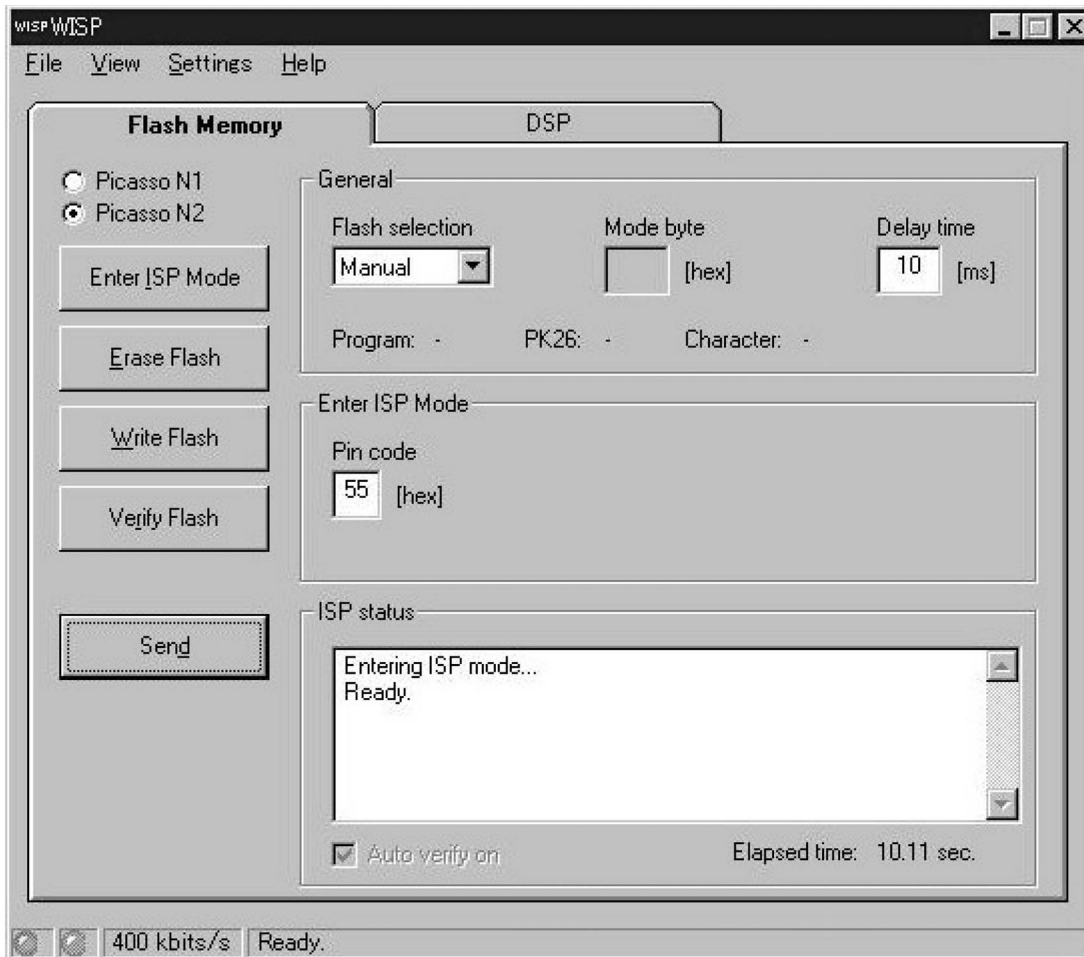 WISP WISP
File View Settings Help
Flash Memory DSP
Picasso N1
Picasso N2
Enter ISP Mode
Erase Flash
Write Flash
Verify Flash
Send
General
Flash selection Mode byte Delay time
Manual [hex] 10 [ms]
Program: - PK26: - Character: -
Enter ISP Mode
Pin code
55 [hex]
ISP status
Entering ISP mode...
Ready.
Auto verify on Elapsed time: 10.11 sec.
400 kbits/s Ready.